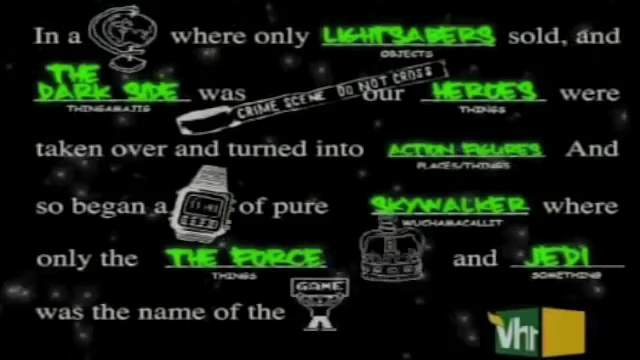 In a where only LIGHTSABERS sold, and
OBJECTS
THE DARK SIDE was CRIME SCENE DO NOT CROSS our HEROES were
THINGAMAJIG THINGS
taken over and turned into ACTION FIGURES And
PLACES/THINGS
so began a 11:45 of pure SKYWALKER where
WUCHAMACALLIT
only the THE FORCE and JEDI
THINGS SOMETHING
was the name of the GAME
vh1